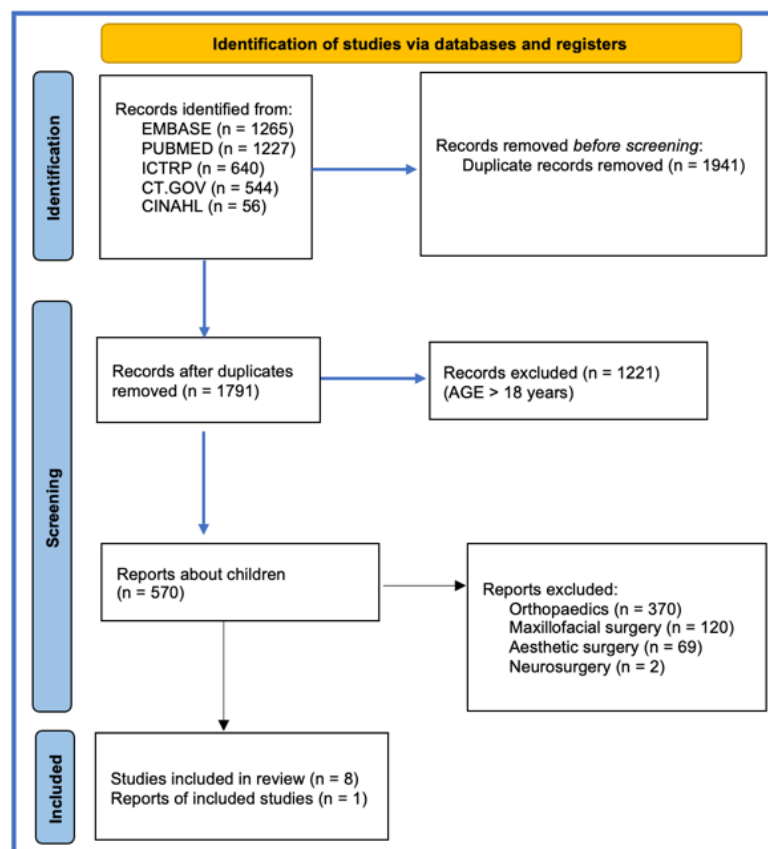 Identification of studies via databases and registers
Identification
Records identified from:
EMBASE (n = 1265)
PUBMED (n = 1227)
ICTRP (n = 640)
CT.GOV (n = 544)
CINAHL (n = 56)
Records removed before screening:
Duplicate records removed (n = 1941)
Screening
Records after duplicates
removed (n = 1791)
Records excluded (n = 1221)
(AGE > 18 years)
Reports about children
(n = 570)
Reports excluded:
Orthopaedics (n = 370)
Maxillofacial surgery (n = 120)
Aesthetic surgery (n = 69)
Neurosurgery (n = 2)
Included
Studies included in review (n = 8)
Reports of included studies (n = 1)